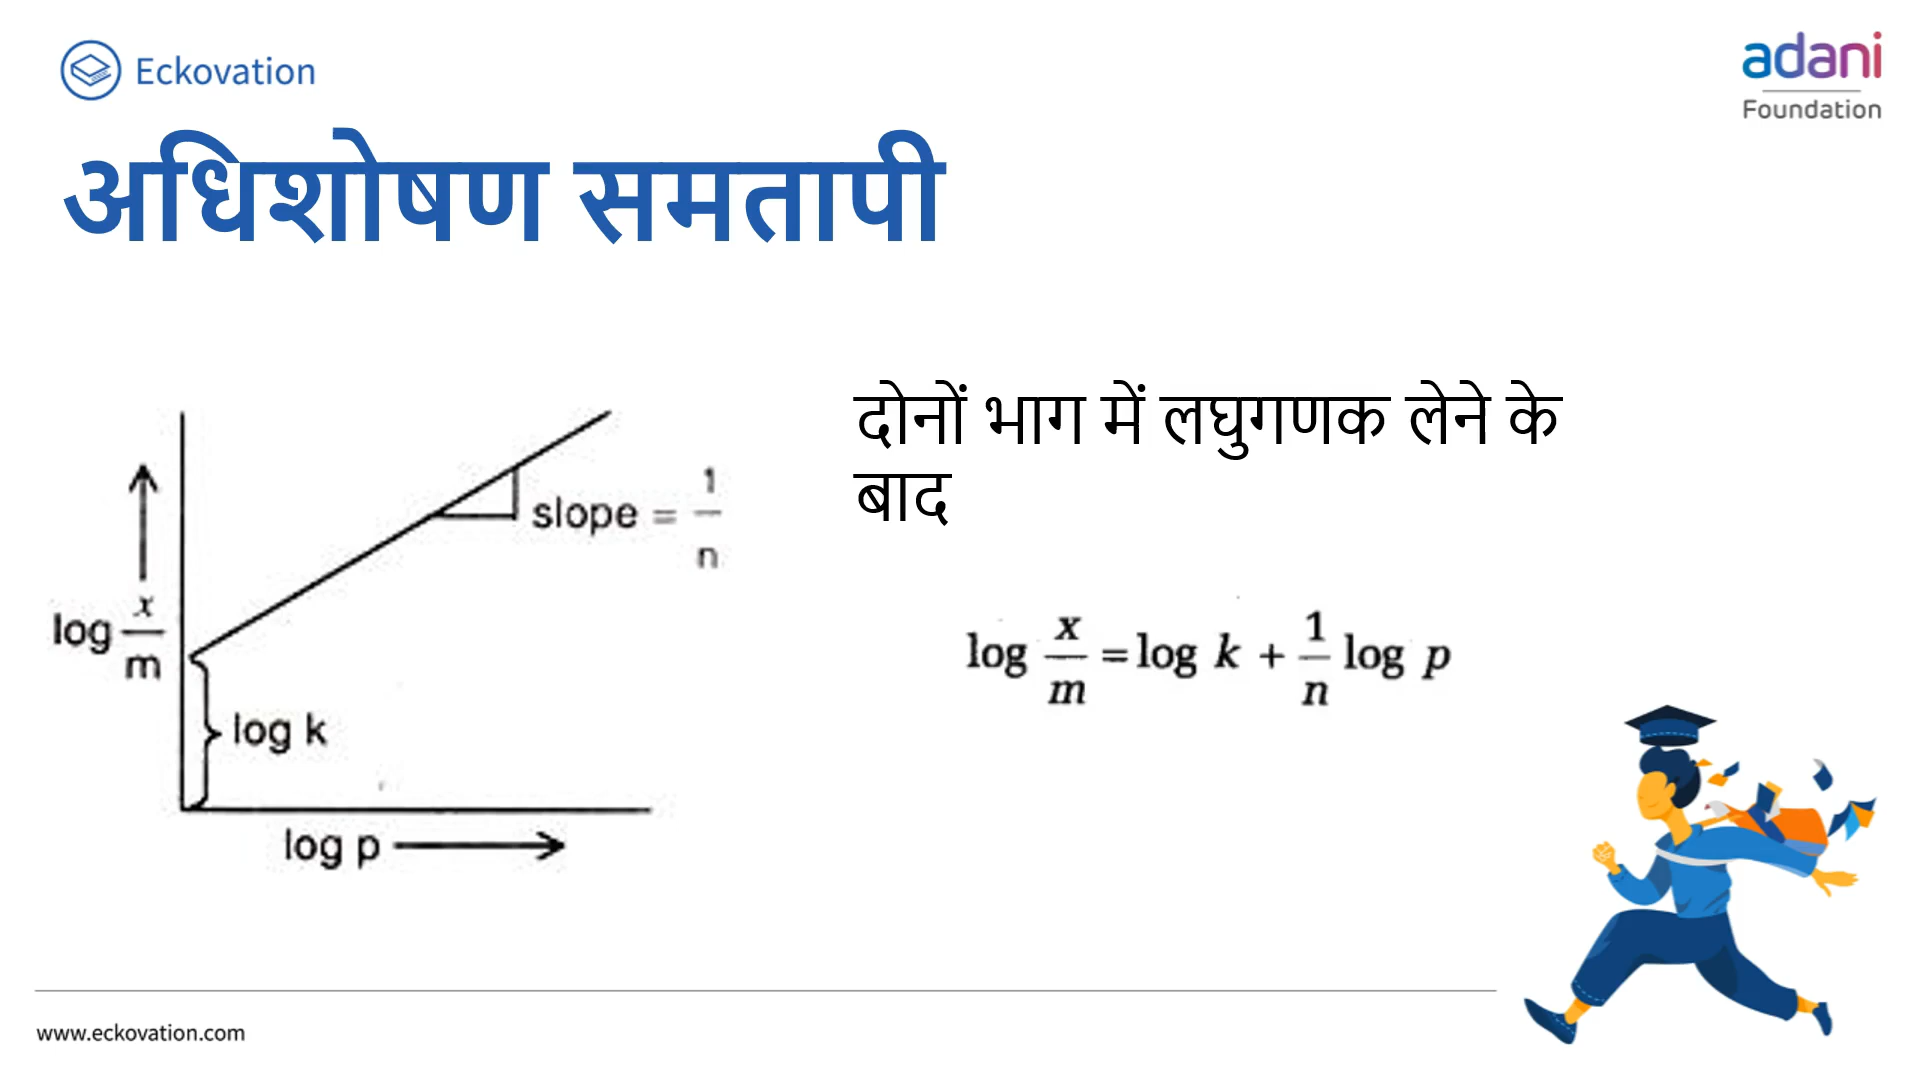 Eckovation
adani
Foundation
अधिशोषण समतापी
दोनों भाग में लघुगणक लेने के
बाद
slope = 1/n
log x/m
log k
log p
log x/m = log k + 1/n log p
www.eckovation.com